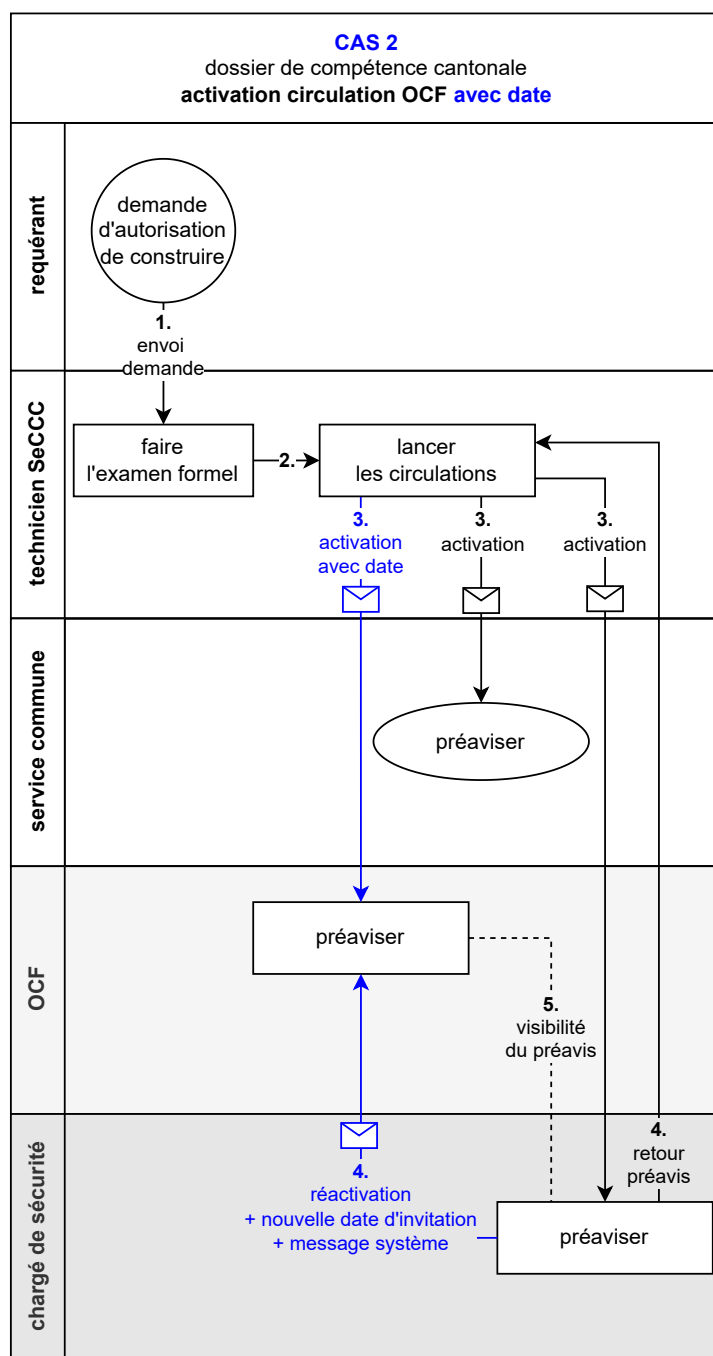 CAS 2
dossier de compétence cantonale
activation circulation OCF avec date
requérant
demande
d'autorisation
de construire
1.
envoi
demande
technicien SeCCC
faire
l'examen formel
2.
lancer
les circulations
3.
activation
avec date
3.
activation
3.
activation
service commune
préaviser
OCF
préaviser
5.
visibilité
du préavis
chargé de sécurité
4.
réactivation
+ nouvelle date d'invitation
+ message système
4.
retour
préavis
préaviser